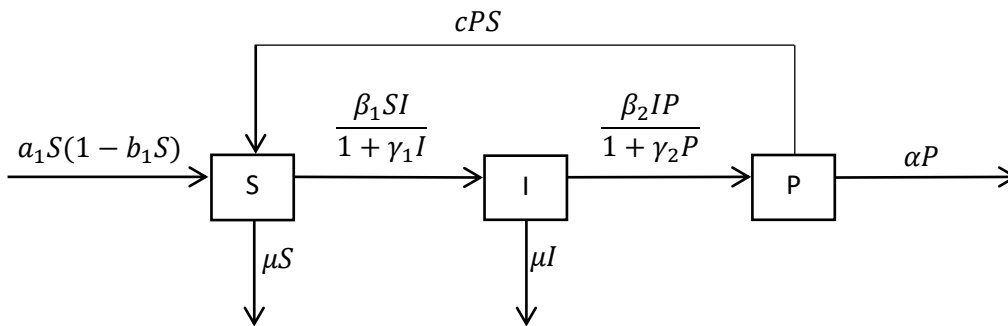 cPS
a₁S(1 − b₁S)
β₁SI
1 + γ₁I
β₂IP
1 + γ₂P
αP
S
I
P
μS
μI